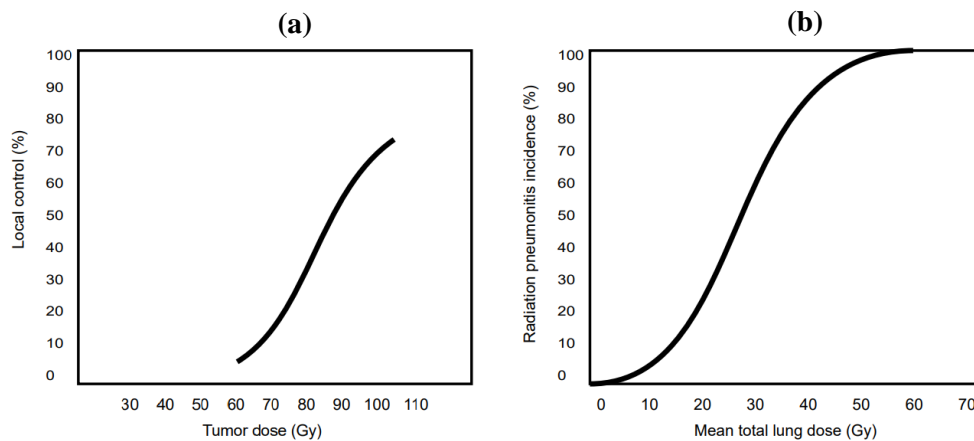 (a)
Local control (%)
100
90
80
70
60
50
40
30
20
10
0
30 40 50 60 70 80 90 100 110
Tumor dose (Gy)
(b)
Radiation pneumonitis incidence (%)
100
90
80
70
60
50
40
30
20
10
0
0 10 20 30 40 50 60 70
Mean total lung dose (Gy)